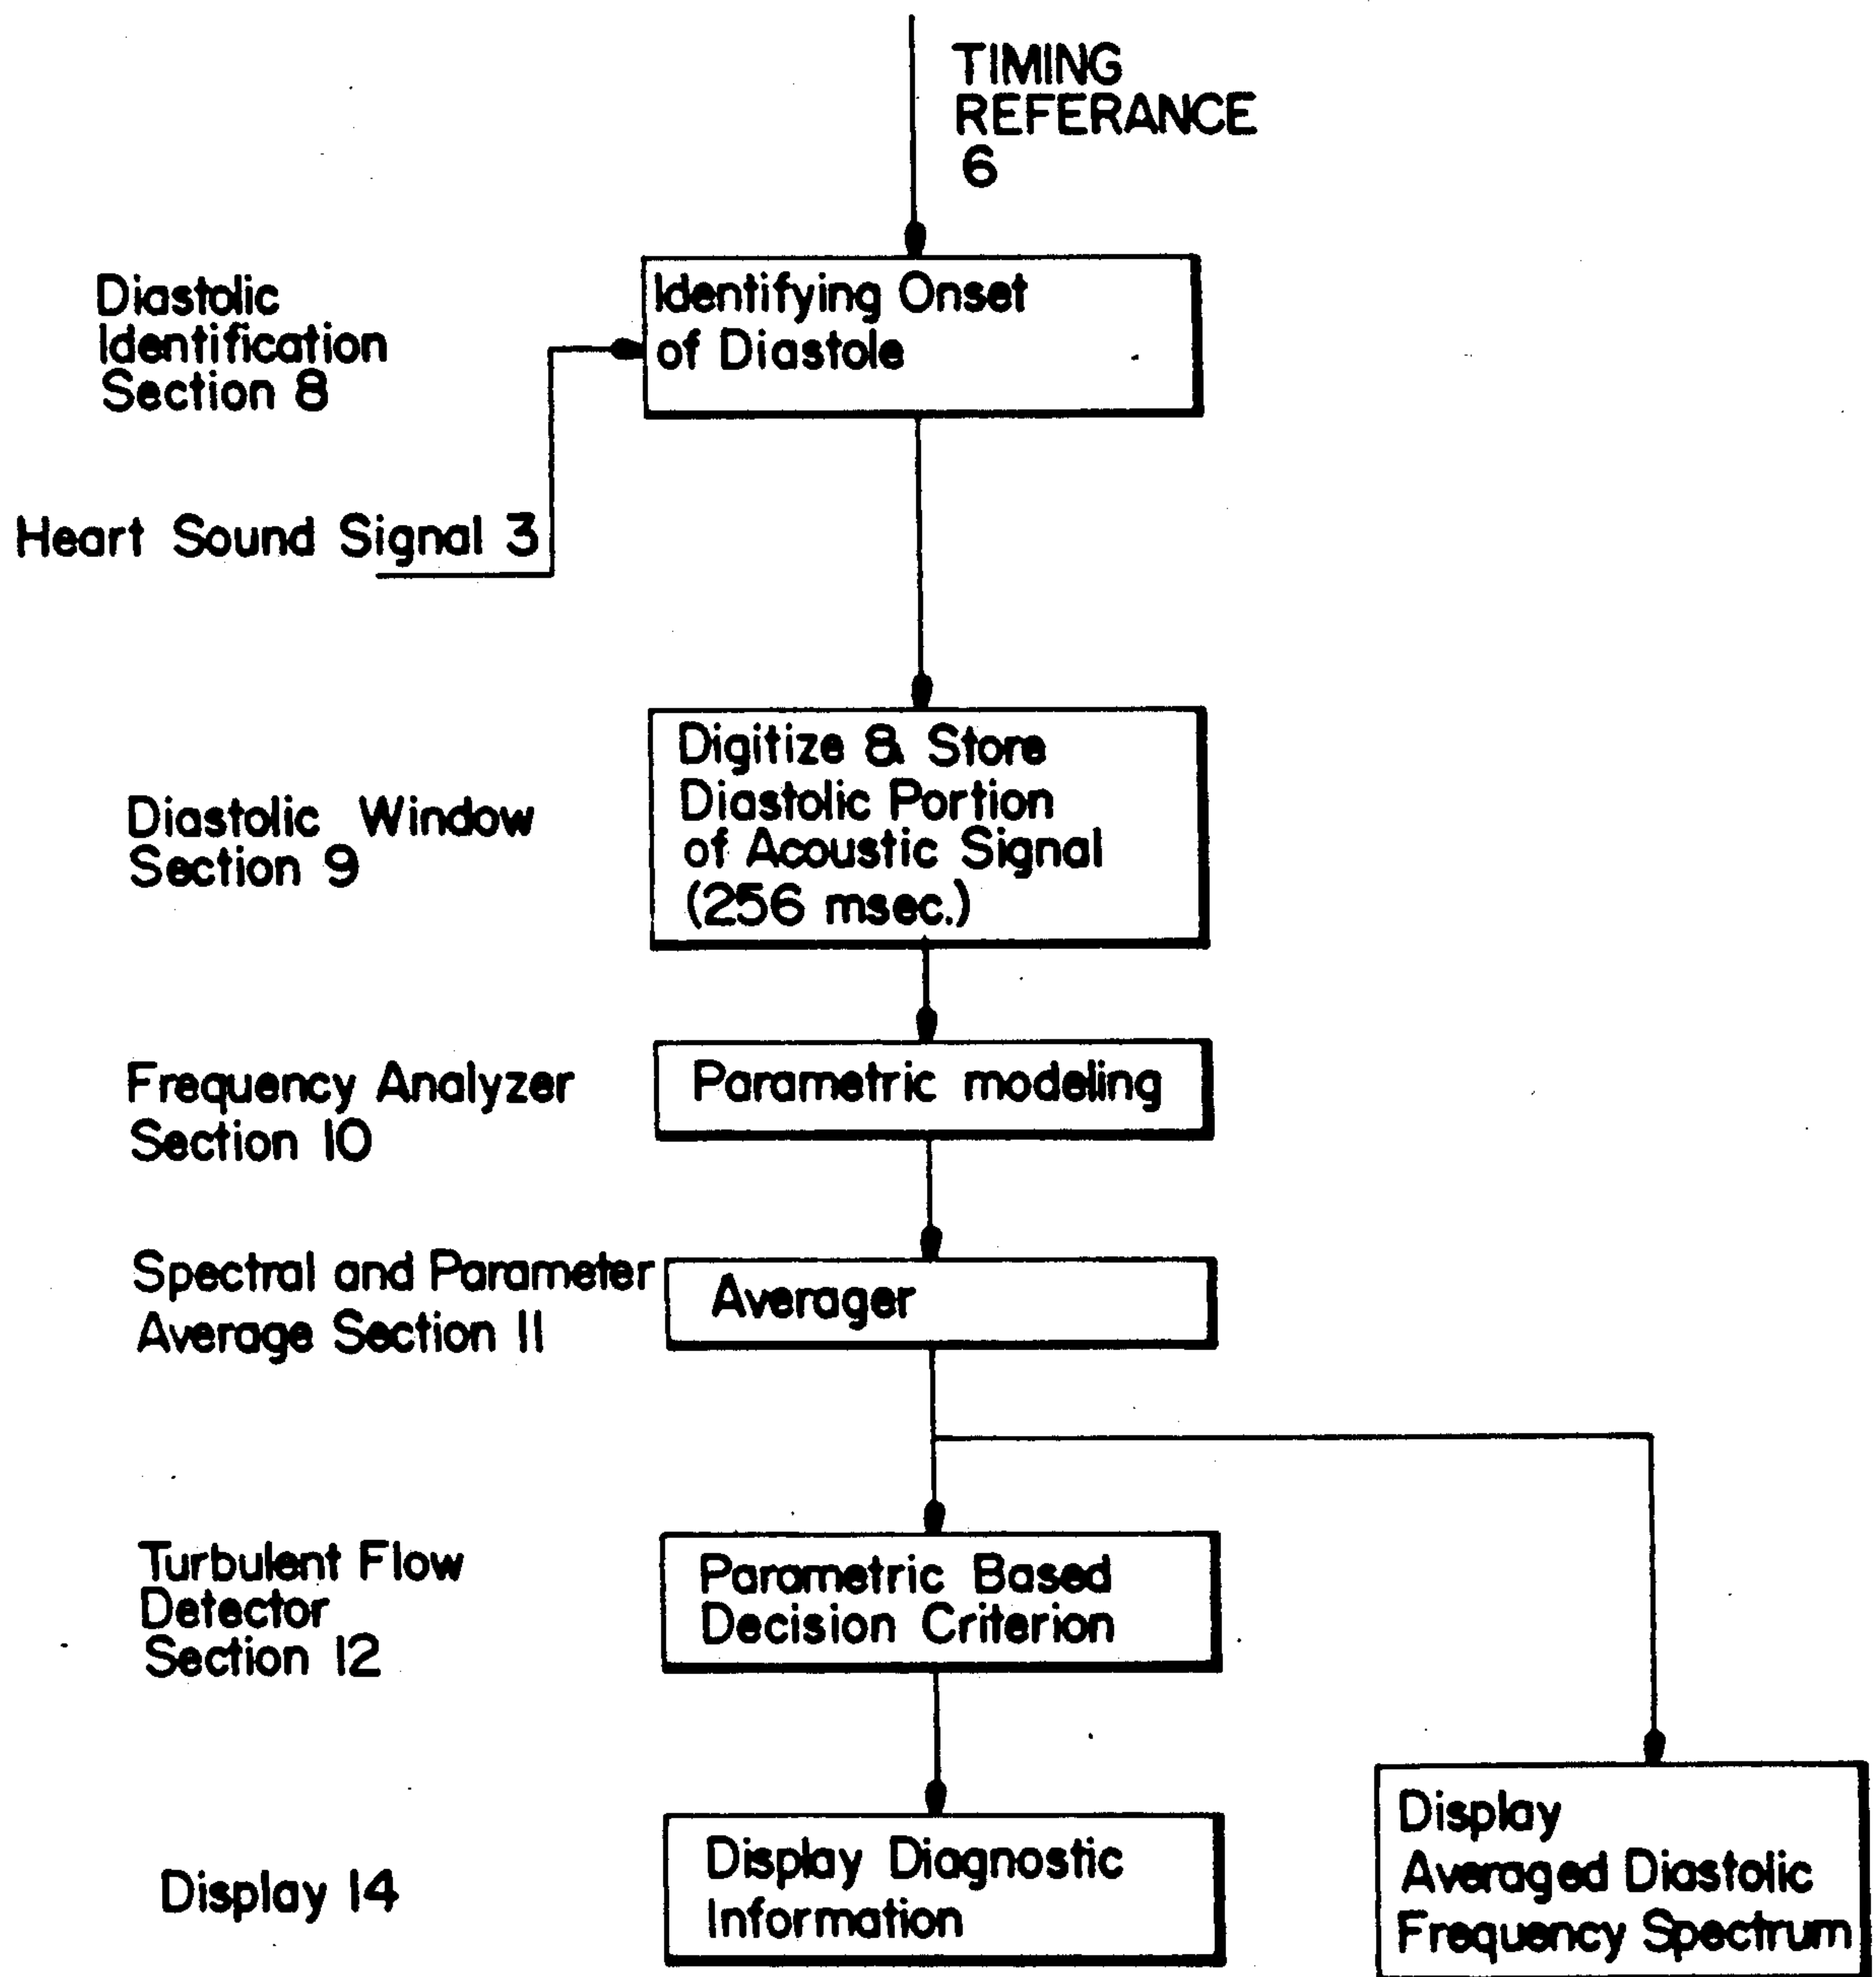 TIMING
REFERANCE
6
Diastolic
Identification
Section 8
Identifying Onset
of Diastole
Heart Sound Signal 3
Diastolic Window
Section 9
Digitize & Store
Diastolic Portion
of Acoustic Signal
(256 msec.)
Frequency Analyzer
Section 10
Parametric modeling
Spectral and Parameter
Average Section 11
Averager
Turbulent Flow
Detector
Section 12
Parametric Based
Decision Criterion
Display 14
Display Diagnostic
Information
Display
Averaged Diastolic
Frequency Spectrum